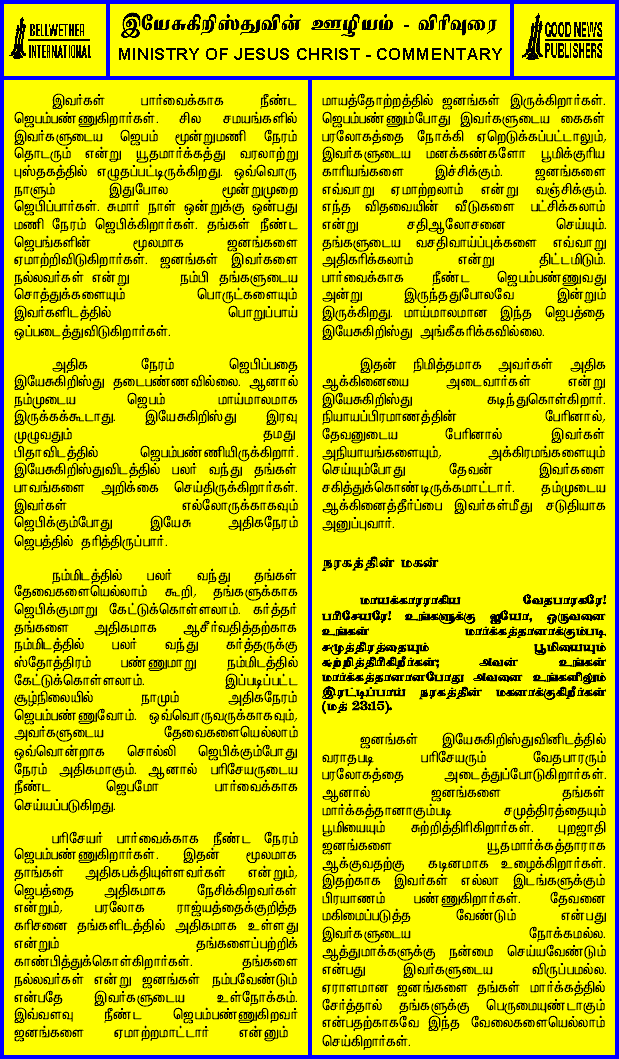 BELLWETHER
INTERNATIONAL
இயேசுகிறிஸ்துவின் ஊழியம் - விரிவுரை
MINISTRY OF JESUS CHRIST - COMMENTARY
GOOD NEWS
PUBLISHERS
இவர்கள் பார்வைக்காக நீண்ட
ஜெபம்பண்ணுகிறார்கள். சில சமயங்களில்
இவர்களுடைய ஜெபம் மூன்றுமணி நேரம்
தொடரும் என்று யூதமார்க்கத்து வரலாற்று
புஸ்தகத்தில் எழுதப்பட்டிருக்கிறது. ஒவ்வொரு
நாளும் இதுபோல மூன்றுமுறை
ஜெபிப்பார்கள். சுமார் நாள் ஒன்றுக்கு ஒன்பது
மணி நேரம் ஜெபிக்கிறார்கள். தங்கள் நீண்ட
ஜெபங்களின் மூலமாக ஜனங்களை
ஏமாற்றிவிடுகிறார்கள். ஜனங்கள் இவர்களை
நல்லவர்கள் என்று நம்பி தங்களுடைய
சொத்துக்களையும் பொருட்களையும்
இவர்களிடத்தில் பொறுப்பாய்
ஒப்படைத்துவிடுகிறார்கள்.
அதிக நேரம் ஜெபிப்பதை
இயேசுகிறிஸ்து தடைபண்ணவில்லை. ஆனால்
நம்முடைய ஜெபம் மாய்மாலமாக
இருக்கக்கூடாது. இயேசுகிறிஸ்து இரவு
முழுவதும் தமது
பிதாவிடத்தில் ஜெபம்பண்ணியிருக்கிறார்.
இயேசுகிறிஸ்துவிடத்தில் பலர் வந்து தங்கள்
பாவங்களை அறிக்கை செய்திருக்கிறார்கள்.
இவர்கள் எல்லோருக்காகவும்
ஜெபிக்கும்போது இயேசு அதிகநேரம்
ஜெபத்தில் தரித்திருப்பார்.
நம்மிடத்தில் பலர் வந்து தங்கள்
தேவைகளையெல்லாம் கூறி, தங்களுக்காக
ஜெபிக்குமாறு கேட்டுக்கொள்ளலாம். கர்த்தர்
தங்களை அதிகமாக ஆசீர்வதித்ததற்காக
நம்மிடத்தில் பலர் வந்து கர்த்தருக்கு
ஸ்தோத்திரம் பண்ணுமாறு நம்மிடத்தில்
கேட்டுக்கொள்ளலாம். இப்படிப்பட்ட
சூழ்நிலையில் நாமும் அதிகநேரம்
ஜெபம்பண்ணுவோம். ஒவ்வொருவருக்காகவும்,
அவர்களுடைய தேவைகளையெல்லாம்
ஒவ்வொன்றாக சொல்லி ஜெபிக்கும்போது
நேரம் அதிகமாகும். ஆனால் பரிசேயருடைய
நீண்ட ஜெபமோ பார்வைக்காக
செய்யப்படுகிறது.
பரிசேயர் பார்வைக்காக நீண்ட நேரம்
ஜெபம்பண்ணுகிறார்கள். இதன் மூலமாக
தாங்கள் அதிகபக்தியுள்ளவர்கள் என்றும்,
ஜெபத்தை அதிகமாக நேசிக்கிறவர்கள்
என்றும், பரலோக ராஜ்யத்தைக்குறித்த
கரிசனை தங்களிடத்தில் அதிகமாக உள்ளது
என்றும் தங்களைப்பற்றிக்
காண்பித்துக்கொள்கிறார்கள். தங்களை
நல்லவர்கள் என்று ஜனங்கள் நம்பவேண்டும்
என்பதே இவர்களுடைய உள்நோக்கம்.
இவ்வளவு நீண்ட ஜெபம்பண்ணுகிறவர்
ஜனங்களை ஏமாற்றமாட்டார் என்னும்
மாயத்தோற்றத்தில் ஜனங்கள் இருக்கிறார்கள்.
ஜெபம்பண்ணும்போது இவர்களுடைய கைகள்
பரலோகத்தை நோக்கி ஏறெடுக்கப்பட்டாலும்,
இவர்களுடைய மனக்கண்களோ பூமிக்குரிய
காரியங்களை இச்சிக்கும். ஜனங்களை
எவ்வாறு ஏமாற்றலாம் என்று வஞ்சிக்கும்.
எந்த விதவையின் வீடுகளை பட்சிக்கலாம்
என்று சதிஆலோசனை செய்யும்.
தங்களுடைய வசதிவாய்ப்புக்களை எவ்வாறு
அதிகரிக்கலாம் என்று திட்டமிடும்.
பார்வைக்காக நீண்ட ஜெபம்பண்ணுவது
அன்று இருந்ததுபோலவே இன்றும்
இருக்கிறது. மாய்மாலமான இந்த ஜெபத்தை
இயேசுகிறிஸ்து அங்கீகரிக்கவில்லை.
இதன் நிமித்தமாக அவர்கள் அதிக
ஆக்கினையை அடைவார்கள் என்று
இயேசுகிறிஸ்து கடிந்துகொள்கிறார்.
நியாயப்பிரமாணத்தின் பேரினால்,
தேவனுடைய பேரினால் இவர்கள்
அநியாயங்களையும், அக்கிரமங்களையும்
செய்யும்போது தேவன் இவர்களை
சகித்துக்கொண்டிருக்கமாட்டார். தம்முடைய
ஆக்கினைத்தீர்ப்பை இவர்கள்மீது சடுதியாக
அனுப்புவார்.
நரகத்தின் மகன்
மாயக்காரராகிய வேதபாரகரே!
பரிசேயரே! உங்களுக்கு ஐயோ, ஒருவனை
உங்கள் மார்க்கத்தானாக்கும்படி
சமுத்திரத்தையும் பூமியையும்
சுற்றித்திரிகிறீர்கள்; அவன் உங்கள்
மார்க்கத்தானானபோது அவனை உங்களிலும்
இரட்டிப்பாய் நரகத்தின் மகனாக்குகிறீர்கள்
(மத் 23:15).
ஜனங்கள் இயேசுகிறிஸ்துவினிடத்தில்
வராதபடி பரிசேயரும் வேதபாரரும்
பரலோகத்தை அடைத்துப்போடுகிறார்கள்.
ஆனால் ஜனங்களை தங்கள்
மார்க்கத்தானாகும்படி சமுத்திரத்தையும்
பூமியையும் சுற்றித்திரிகிறார்கள். புறஜாதி
ஜனங்களை யூதமார்க்கத்தாராக
ஆக்குவதற்கு கடினமாக உழைக்கிறார்கள்.
இதற்காக இவர்கள் எல்லா இடங்களுக்கும்
பிரயாணம் பண்ணுகிறார்கள். தேவனை
மகிமைப்படுத்த வேண்டும் என்பது
இவர்களுடைய நோக்கமல்ல.
ஆத்துமாக்களுக்கு நன்மை செய்யவேண்டும்
என்பது இவர்களுடைய விருப்பமல்ல.
ஏராளமான ஜனங்களை தங்கள் மார்க்கத்தில்
சேர்த்தால் தங்களுக்கு பெருமையுண்டாகும்
என்பதற்காகவே இந்த வேலைகளையெல்லாம்
செய்கிறார்கள்.